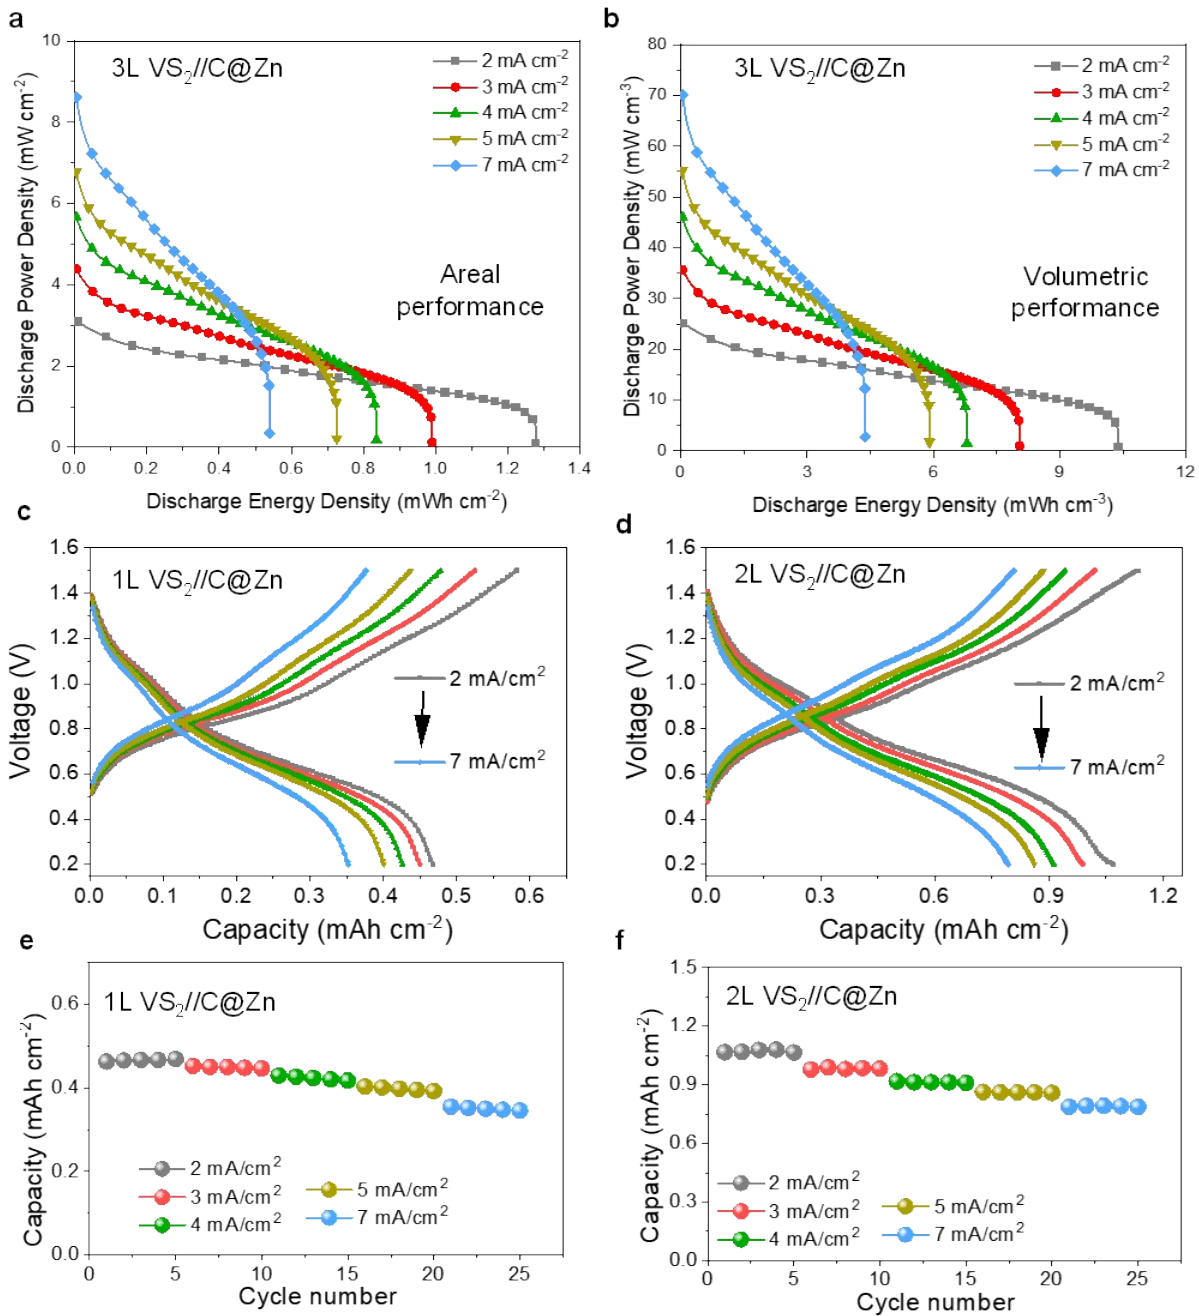 a
10
8
6
4
2
0
Discharge Power Density (mW cm-2)
3L VS2//C@Zn
2 mA cm-2
3 mA cm-2
4 mA cm-2
5 mA cm-2
7 mA cm-2
Areal
performance
0.0 0.2 0.4 0.6 0.8 1.0 1.2 1.4
Discharge Energy Density (mWh cm-2)
b
80
70
60
50
40
30
20
10
0
Discharge Power Density (mW cm-3)
3L VS2//C@Zn
2 mA cm-2
3 mA cm-2
4 mA cm-2
5 mA cm-2
7 mA cm-2
Volumetric
performance
0 3 6 9 12
Discharge Energy Density (mWh cm-3)
c
1.6
1.4
1.2
1.0
0.8
0.6
0.4
0.2
Voltage (V)
1L VS2//C@Zn
2 mA/cm2
7 mA/cm2
0.0 0.1 0.2 0.3 0.4 0.5 0.6
Capacity (mAh cm-2)
d
1.6
1.4
1.2
1.0
0.8
0.6
0.4
0.2
Voltage (V)
2L VS2//C@Zn
2 mA/cm2
7 mA/cm2
0.0 0.3 0.6 0.9 1.2
Capacity (mAh cm-2)
e
0.6
0.4
0.2
0.0
Capacity (mAh cm-2)
1L VS2//C@Zn
2 mA/cm2
3 mA/cm2
4 mA/cm2
5 mA/cm2
7 mA/cm2
0 5 10 15 20 25
Cycle number
f
1.5
1.2
0.9
0.6
0.3
0.0
Capacity (mAh cm-2)
2L VS2//C@Zn
2 mA/cm2
3 mA/cm2
4 mA/cm2
5 mA/cm2
7 mA/cm2
0 5 10 15 20 25
Cycle number